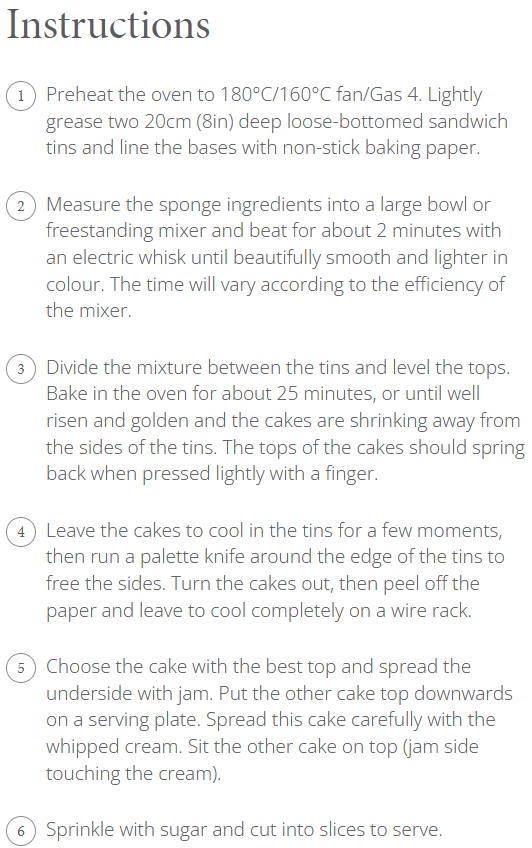 Instructions
1 Preheat the oven to 180°C/160°C fan/Gas 4. Lightly
grease two 20cm (8in) deep loose-bottomed sandwich
tins and line the bases with non-stick baking paper.
2 Measure the sponge ingredients into a large bowl or
freestanding mixer and beat for about 2 minutes with
an electric whisk until beautifully smooth and lighter in
colour. The time will vary according to the efficiency of
the mixer.
3 Divide the mixture between the tins and level the tops.
Bake in the oven for about 25 minutes, or until well
risen and golden and the cakes are shrinking away from
the sides of the tins. The tops of the cakes should spring
back when pressed lightly with a finger.
4 Leave the cakes to cool in the tins for a few moments,
then run a palette knife around the edge of the tins to
free the sides. Turn the cakes out, then peel off the
paper and leave to cool completely on a wire rack.
5 Choose the cake with the best top and spread the
underside with jam. Put the other cake top downwards
on a serving plate. Spread this cake carefully with the
whipped cream. Sit the other cake on top (jam side
touching the cream).
6 Sprinkle with sugar and cut into slices to serve.